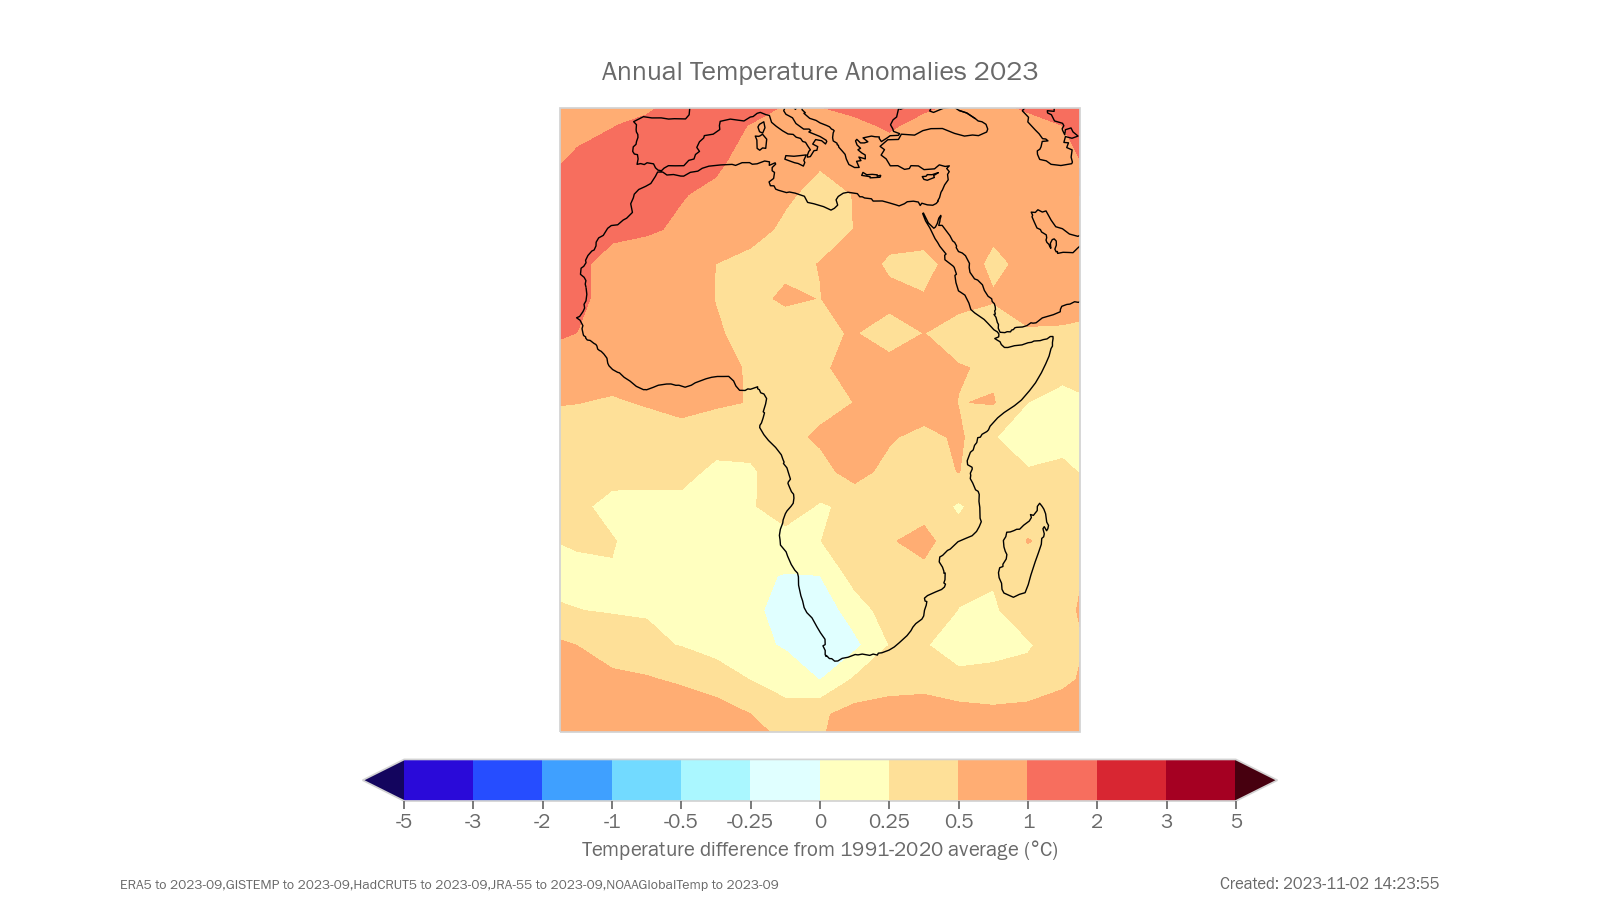 Annual Temperature Anomalies 2023
-5 -3 -2 -1 -0.5 -0.25 0 0.25 0.5 1 2 3 5
Temperature difference from 1991-2020 average (°C)
ERA5 to 2023-09,GISTEMP to 2023-09,HadCRUT5 to 2023-09,JRA-55 to 2023-09,NOAAGlobalTemp to 2023-09
Created: 2023-11-02 14:23:55